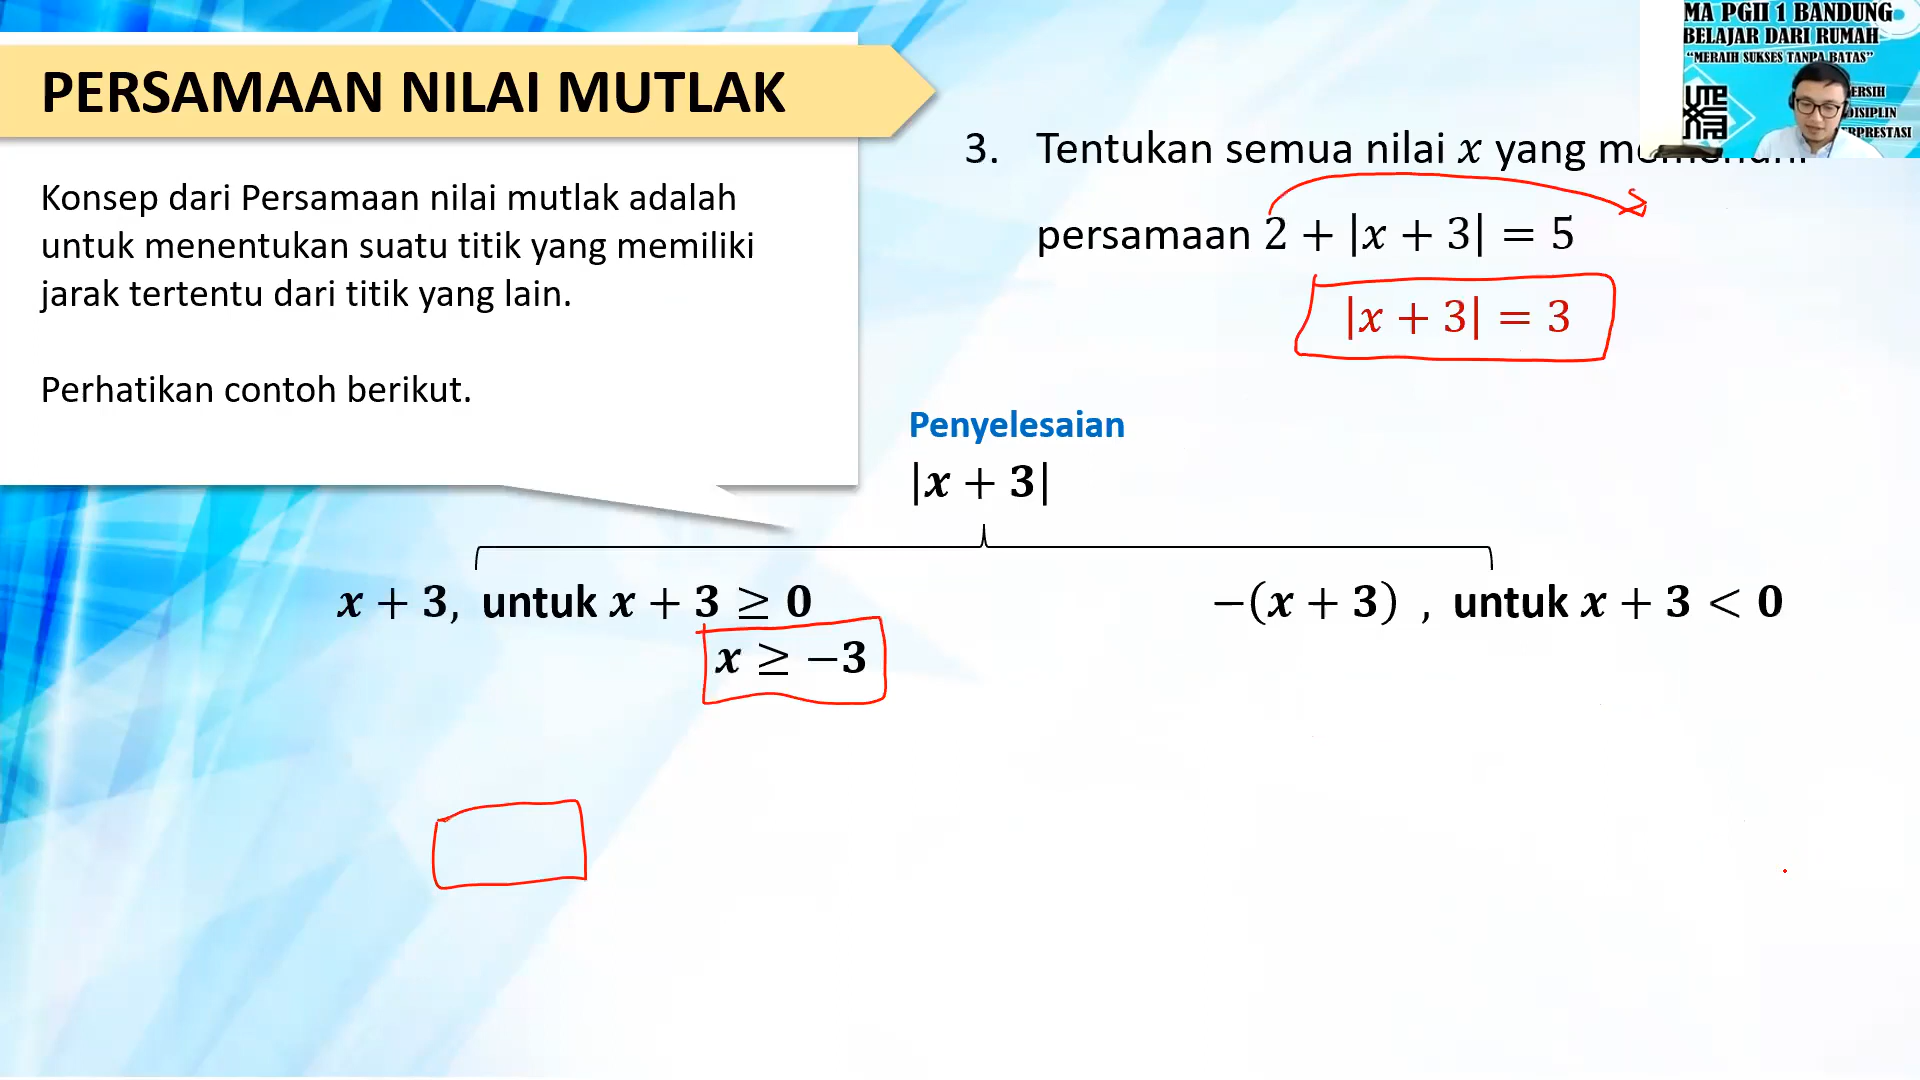 PERSAMAAN NILAI MUTLAK
Konsep dari Persamaan nilai mutlak adalah
untuk menentukan suatu titik yang memiliki
jarak tertentu dari titik yang lain.
Perhatikan contoh berikut.
3. Tentukan semua nilai x yang
persamaan 2 + |x + 3| = 5
|x + 3| = 3
Penyelesaian
|x + 3|
x + 3, untuk x + 3 ≥ 0
x ≥ −3
−(x + 3) , untuk x + 3 < 0
MA PGII 1 BANDUNG
BELAJAR DARI RUMAH
“MERAIH SUKSES TANPA BATAS”
ERSIH
DISIPLIN
ERPRESTASI